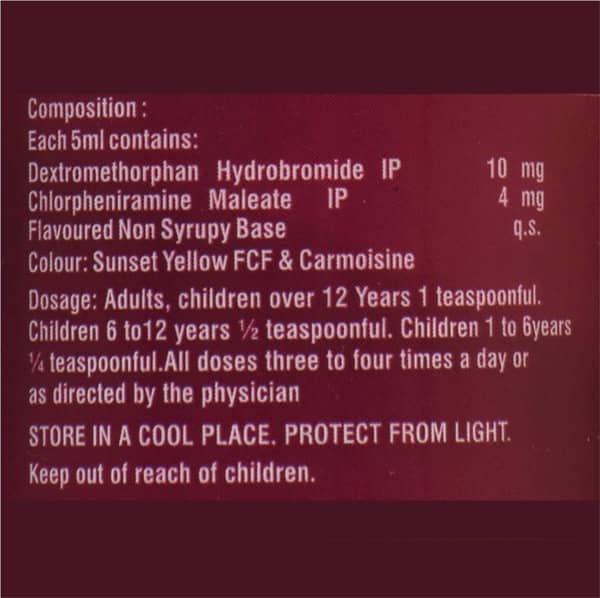 Composition :
Each 5ml contains:
Dextromethorphan Hydrobromide IP 10 mg
Chlorpheniramine Maleate IP 4 mg
Flavoured Non Syrupy Base q.s.
Colour: Sunset Yellow FCF & Carmoisine
Dosage: Adults, children over 12 Years 1 teaspoonful.
Children 6 to12 years ½ teaspoonful. Children 1 to 6years
¼ teaspoonful.All doses three to four times a day or
as directed by the physician
STORE IN A COOL PLACE. PROTECT FROM LIGHT.
Keep out of reach of children.